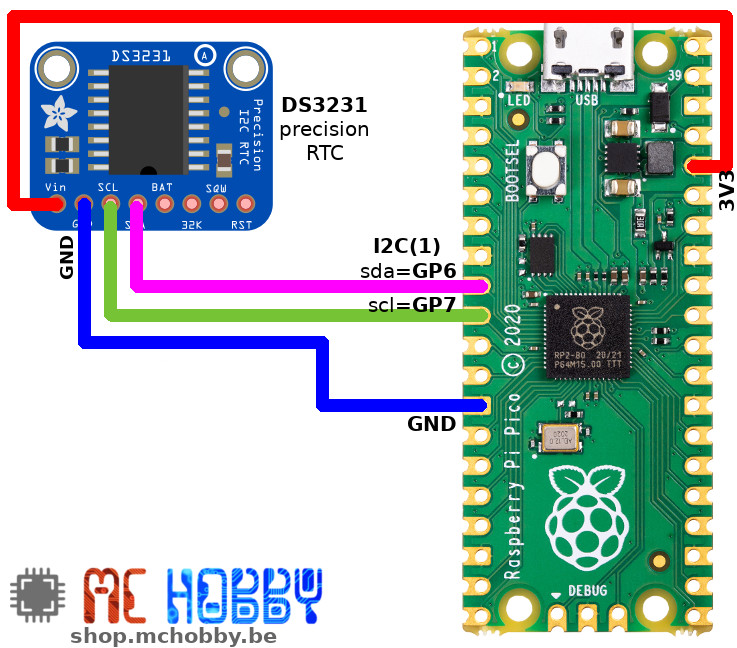 DS3231
A
Precision
I2C RTC
Vin
SCL
BAT
SQW
GND
SDA
32K
RST
DS3231
precision
RTC
GND
I2C(1)
sda=GP6
scl=GP7
GND
3V3
1
2
39
LED
USB
BOOTSEL
RP2-B0 20/21
P64M15.00 TTT
Raspberry Pi Pico © 2020
DEBUG
MC HOBBY
shop.mchobby.be